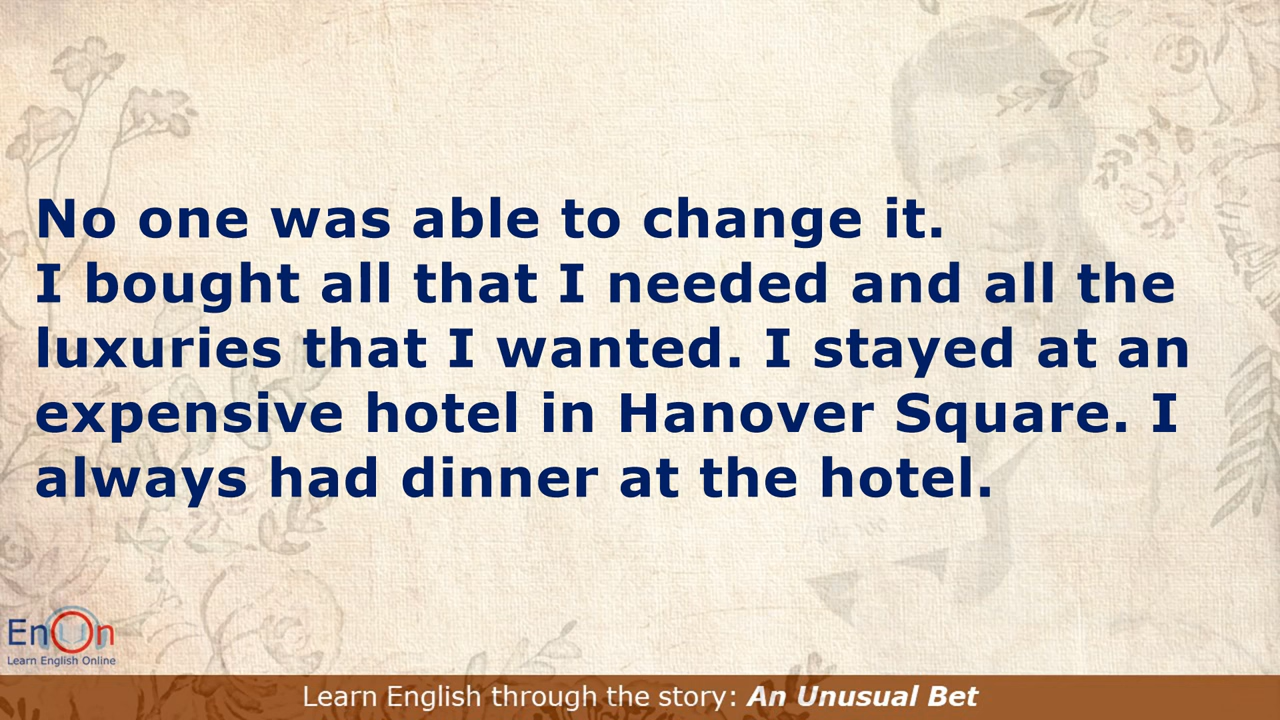 No one was able to change it.
I bought all that I needed and all the
luxuries that I wanted. I stayed at an
expensive hotel in Hanover Square. I
always had dinner at the hotel.
EnOn
Learn English Online
Learn English through the story: An Unusual Bet